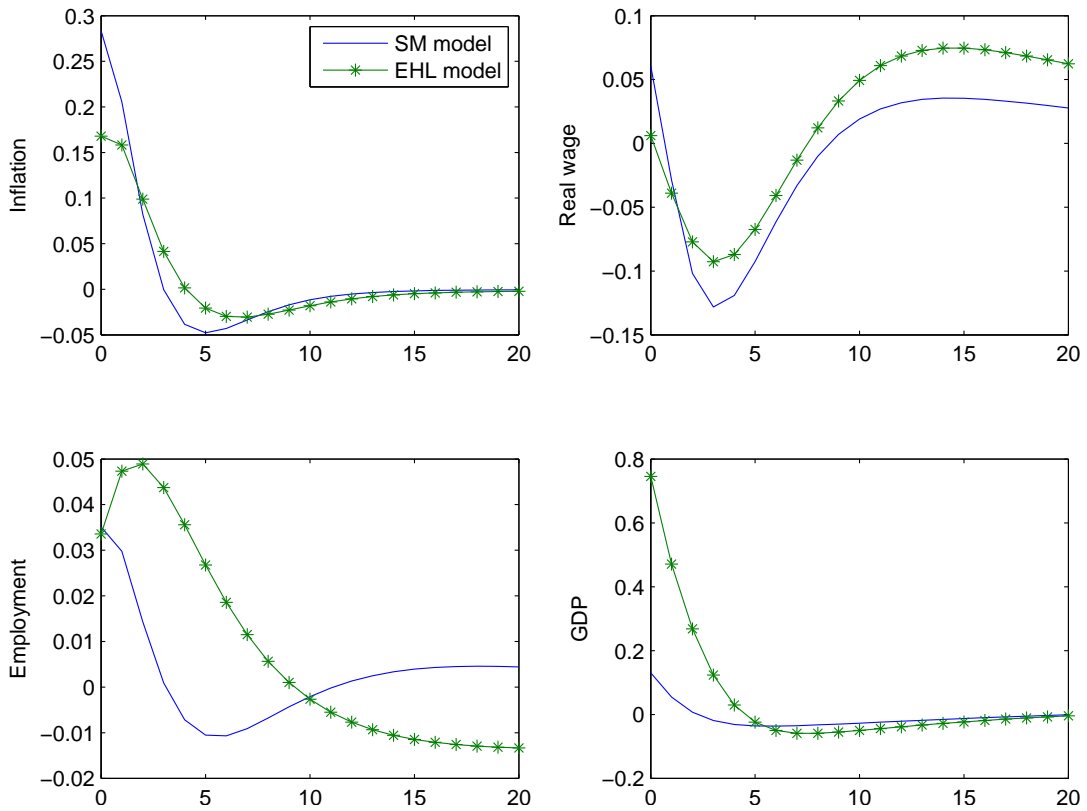 0.3
0.25
0.2
0.15
0.1
0.05
0
−0.05
0 5 10 15 20
Inflation
SM model
EHL model
0.1
0.05
0
−0.05
−0.1
−0.15
0 5 10 15 20
Real wage
0.05
0.04
0.03
0.02
0.01
0
−0.01
−0.02
0 5 10 15 20
Employment
0.8
0.6
0.4
0.2
0
−0.2
0 5 10 15 20
GDP